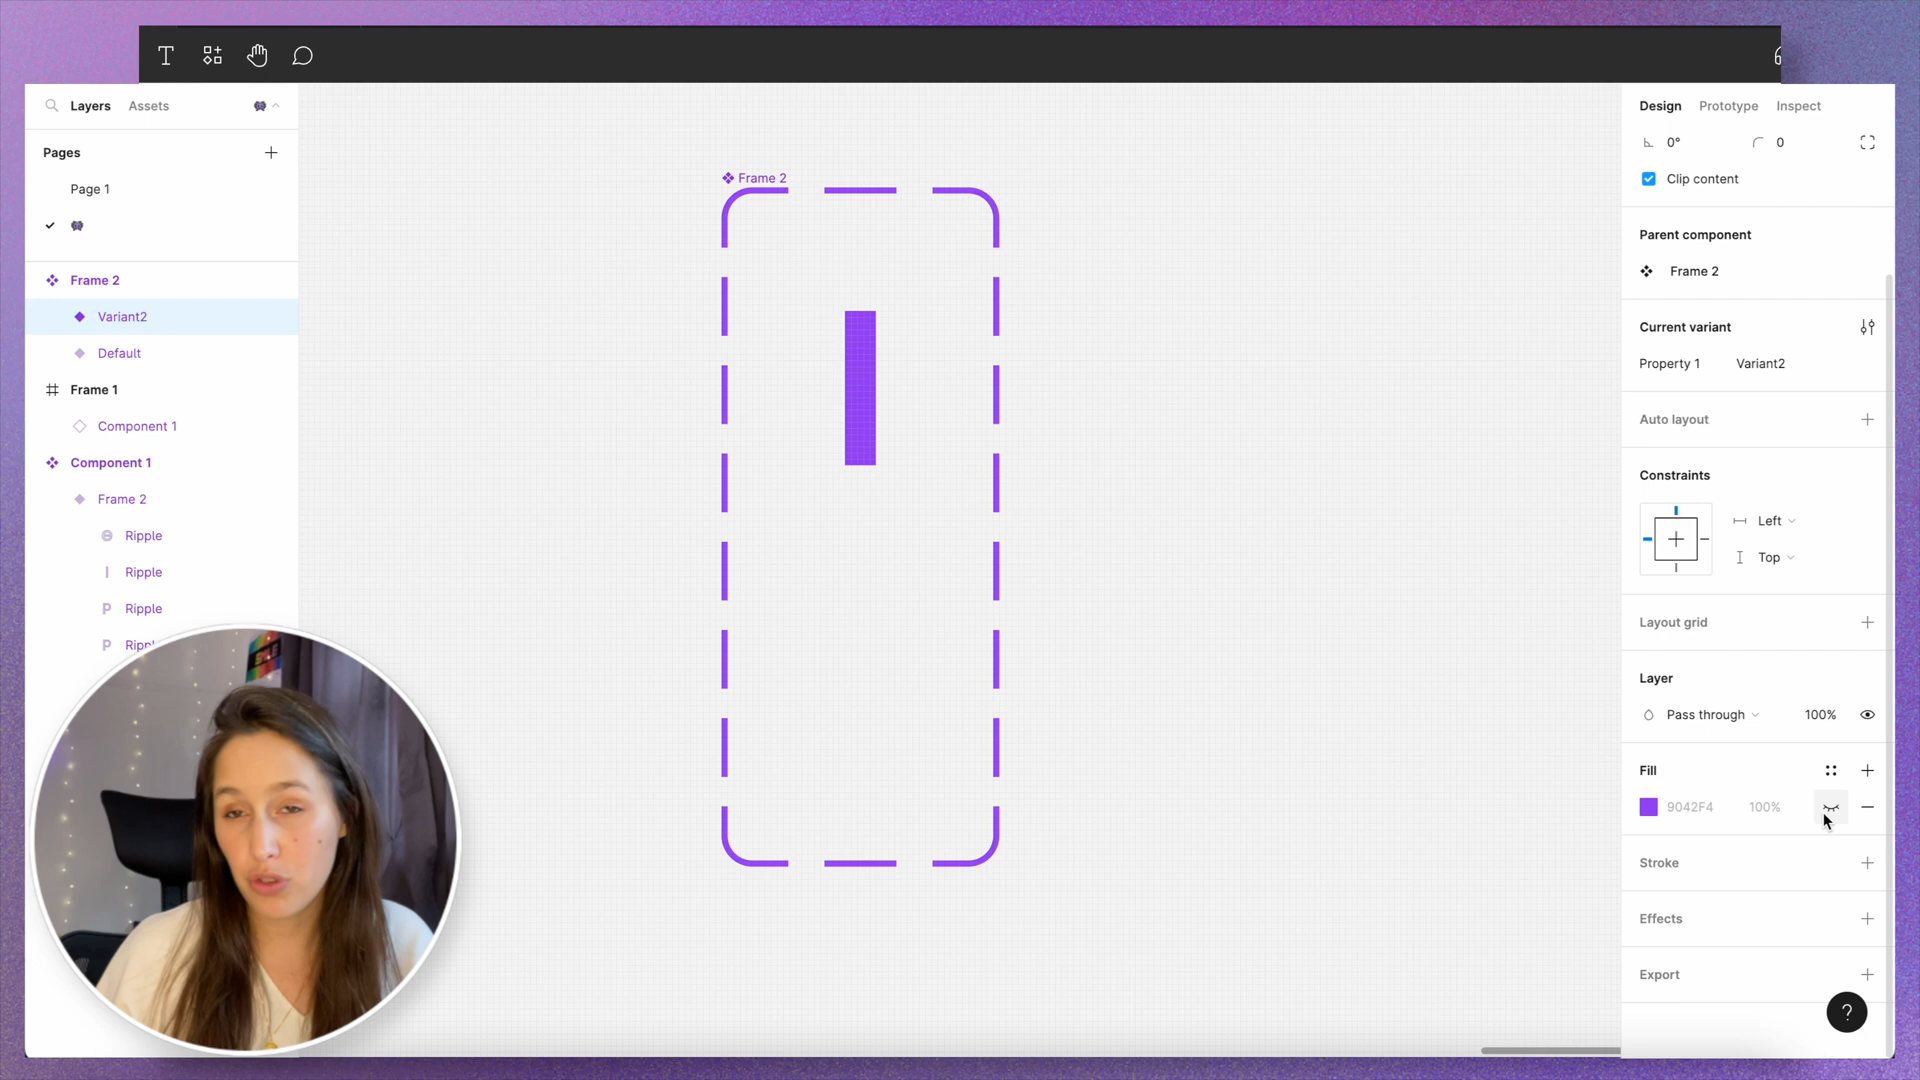 Layers
Assets
Pages
Page 1
Frame 2
Variant2
Default
Frame 1
Component 1
Component 1
Frame 2
Ripple
Ripple
Ripple
Frame 2
Design
Prototype
Inspect
0°
0
Clip content
Parent component
Frame 2
Current variant
Property 1
Variant2
Auto layout
Constraints
Left
Top
Layout grid
Layer
Pass through
100%
Fill
9042F4
100%
Stroke
Effects
Export
?